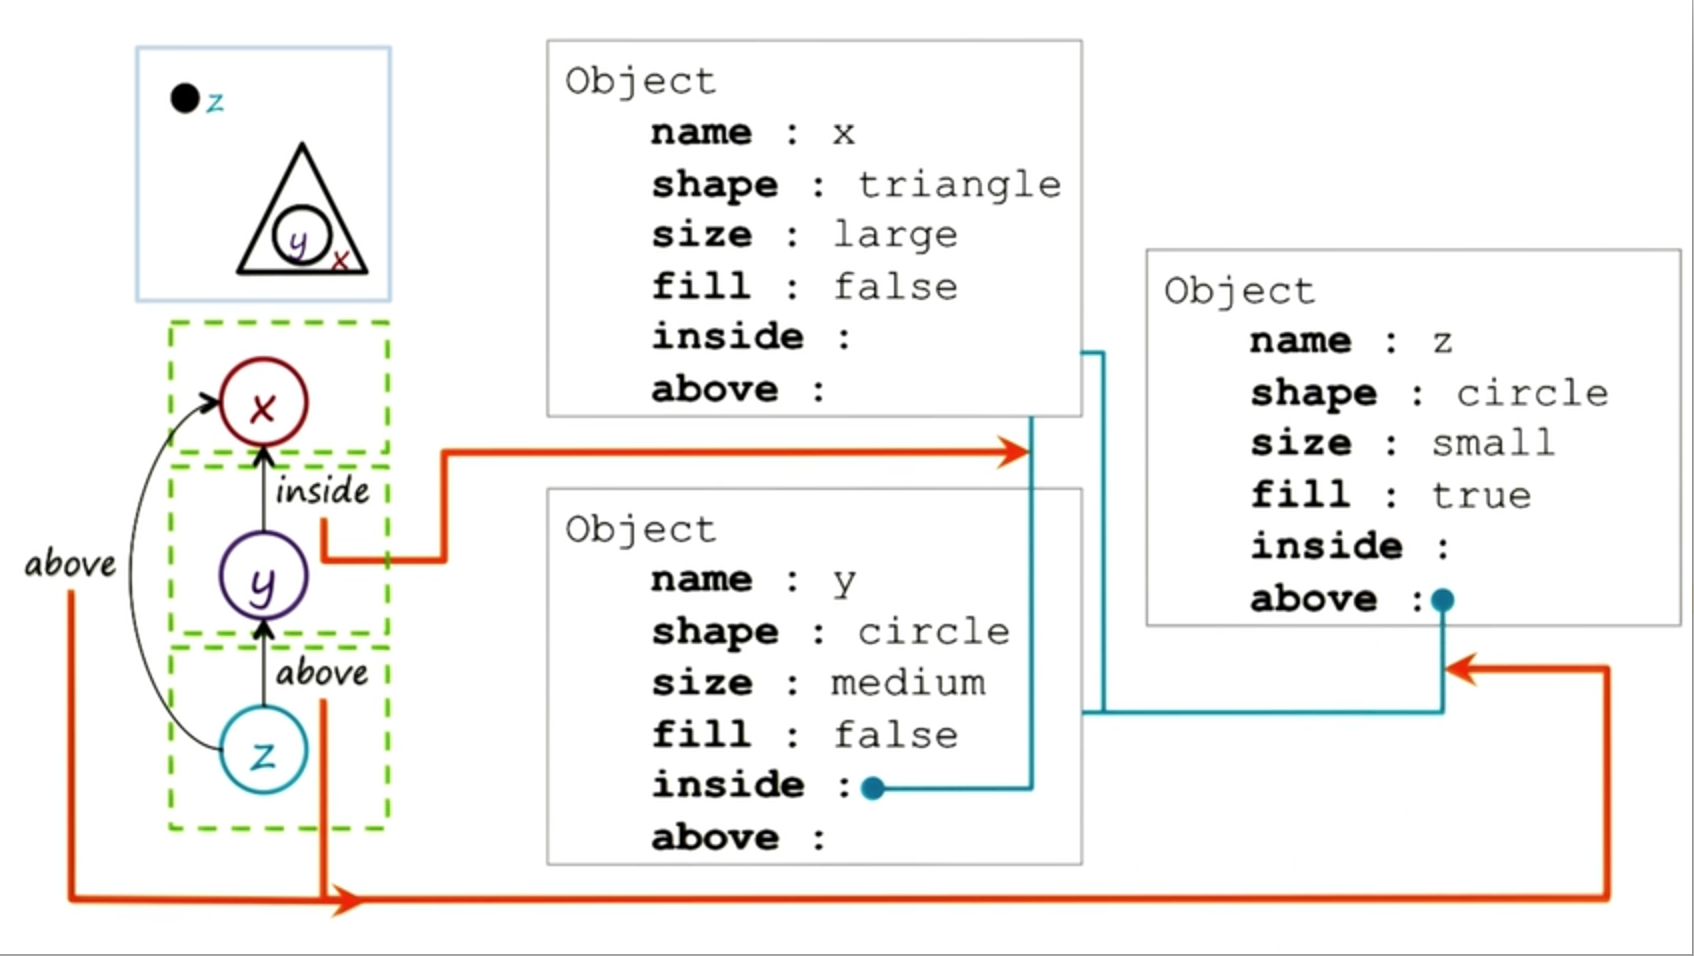 z
y
x
x
inside
above
y
above
z
Object
name : x
shape : triangle
size : large
fill : false
inside :
above :
Object
name : y
shape : circle
size : medium
fill : false
inside :
above :
Object
name : z
shape : circle
size : small
fill : true
inside :
above :